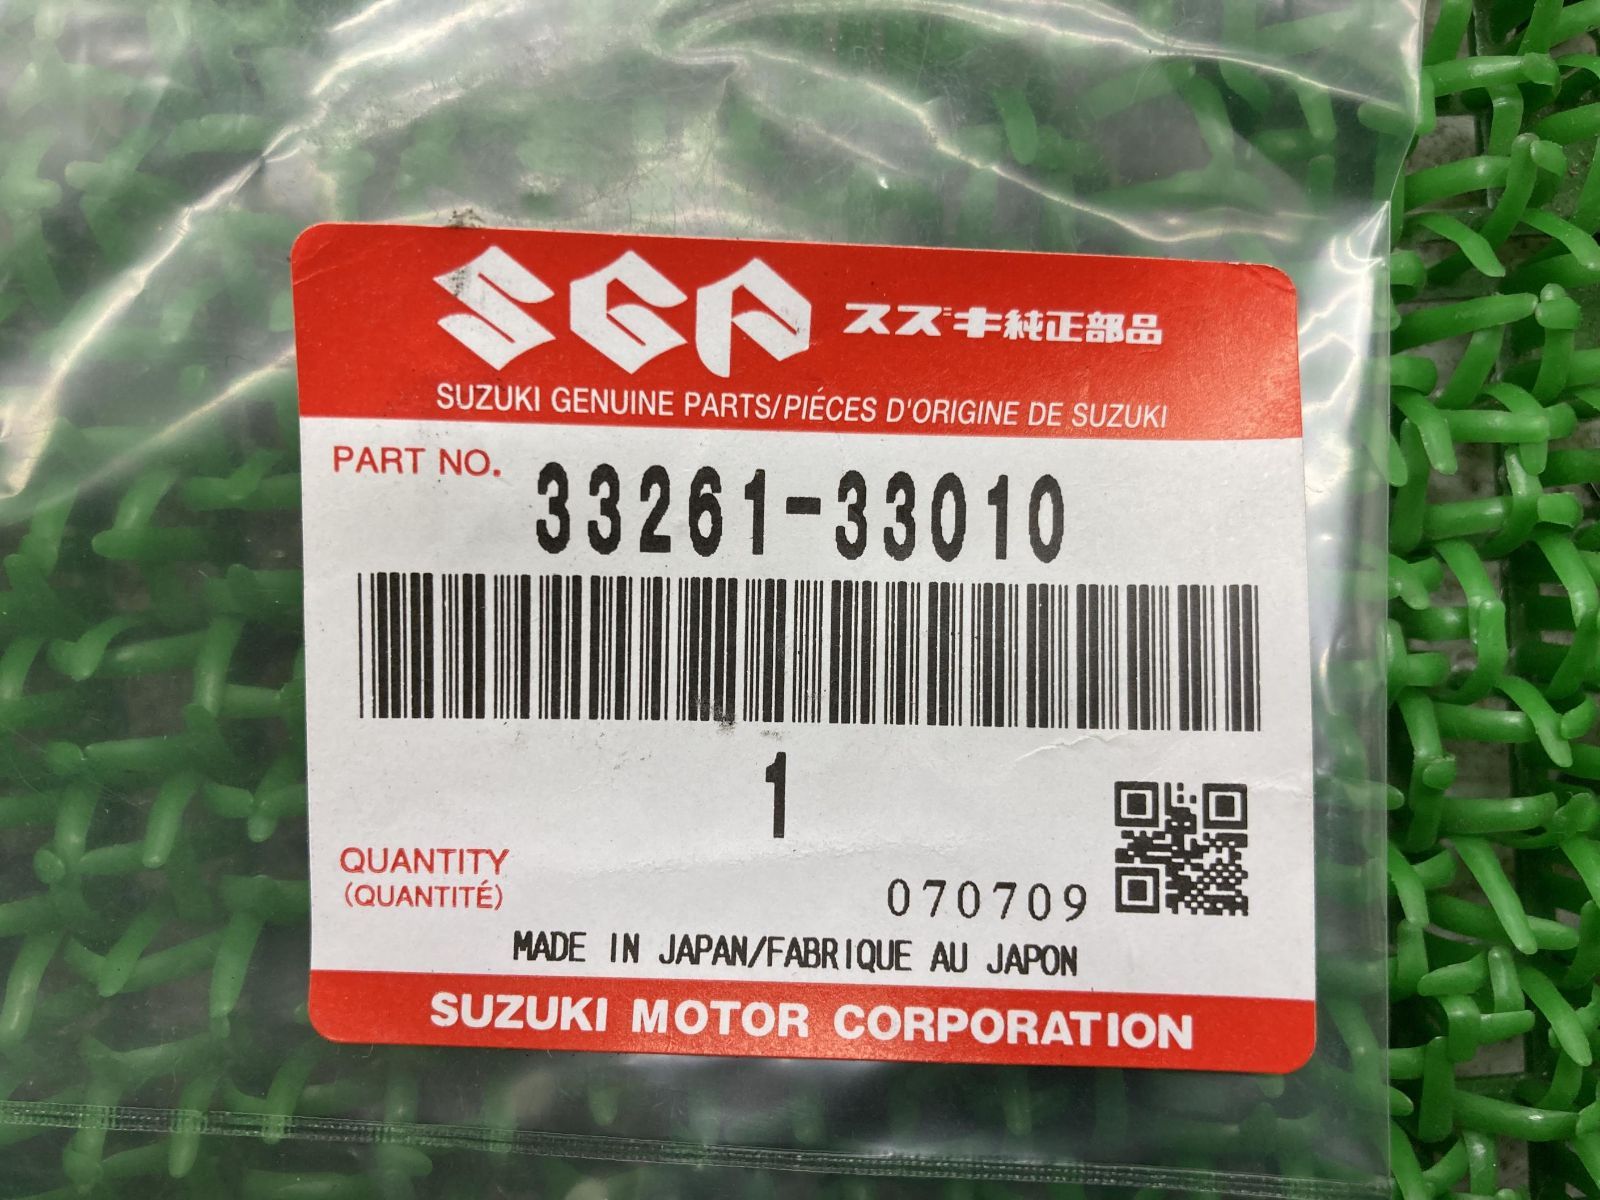 SGP スズキ純正部品
SUZUKI GENUINE PARTS/PIÉCES D'ORIGINE DE SUZUKI
PART NO. 33261-33010
1
QUANTITY
(QUANTITÉ)
070709
MADE IN JAPAN/FABRIQUE AU JAPON
SUZUKI MOTOR CORPORATION